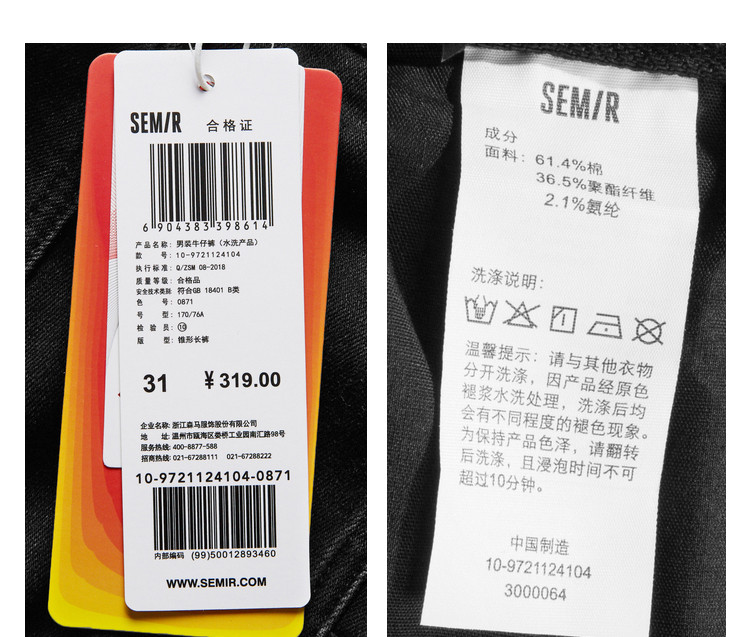 SEMIR 合格证
6 904383 398614
产品名称: 男装牛仔裤（水洗产品）
款 号: 10-9721124104
执行标准: Q/ZSM 08-2018
质量等级: 合格品
安全技术类别: 符合GB 18401 B类
色 号: 0871
号 型: 170/76A
检 验 员: ⑩
版 型: 锥形长裤
31 ¥319.00
企业名称: 浙江森马服饰股份有限公司
地 址: 温州市瓯海区娄桥工业园南汇路98号
服务热线: 400-8877-588
招商热线: 021-67288111 021-67288222
10-9721124104-0871
内部编码 (99)50012893460
WWW.SEMIR.COM
SEMIR
成分
面料: 61.4%棉
36.5%聚酯纤维
2.1%氨纶
洗涤说明:
温馨提示: 请与其他衣物
分开洗涤，因产品经原色
褪浆水洗处理，洗涤后均
会有不同程度的褪色现象。
为保持产品色泽，请翻转
后洗涤，且浸泡时间不可
超过10分钟。
中国制造
10-9721124104
3000064